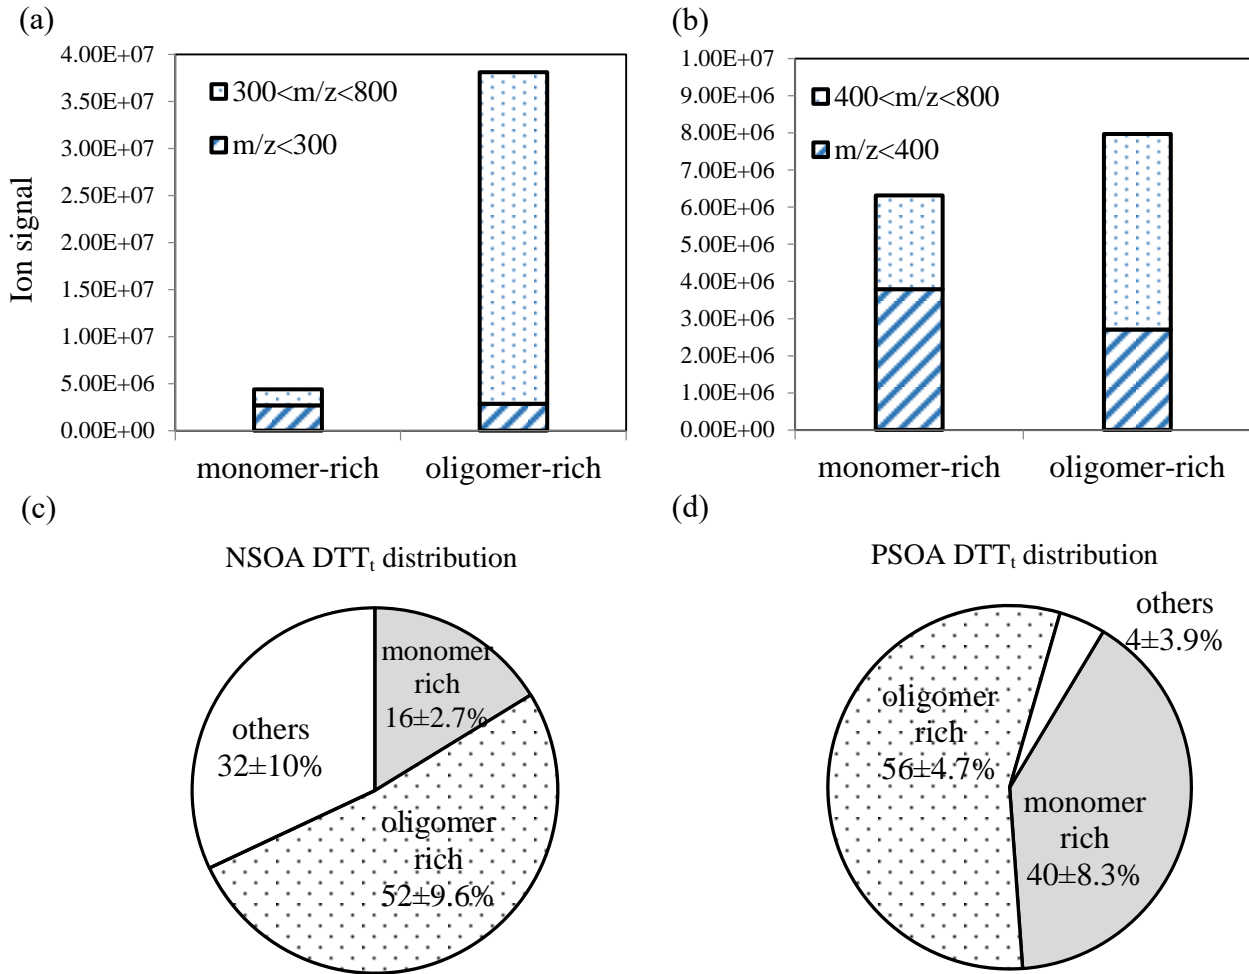 (a)
4.00E+07
3.50E+07
3.00E+07
2.50E+07
2.00E+07
1.50E+07
1.00E+07
5.00E+06
0.00E+00
Ion signal
300<m/z<800
m/z<300
monomer-rich oligomer-rich
(b)
1.00E+07
9.00E+06
8.00E+06
7.00E+06
6.00E+06
5.00E+06
4.00E+06
3.00E+06
2.00E+06
1.00E+06
0.00E+00
400<m/z<800
m/z<400
monomer-rich oligomer-rich
(c)
NSOA DTTₜ distribution
monomer
rich
16±2.7%
others
32±10%
oligomer
rich
52±9.6%
(d)
PSOA DTTₜ distribution
others
4±3.9%
oligomer
rich
56±4.7%
monomer
rich
40±8.3%